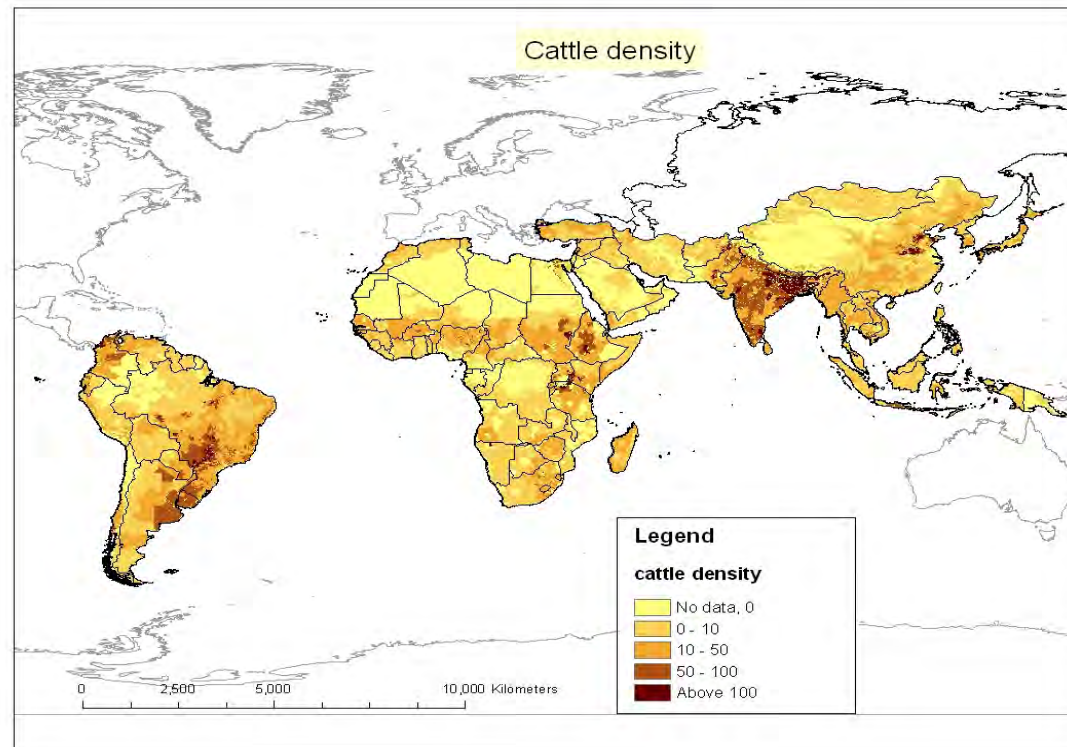 Cattle density
Legend
cattle density
No data, 0
0 - 10
10 - 50
50 - 100
Above 100
0 2,500 5,000 10,000 Kilometers